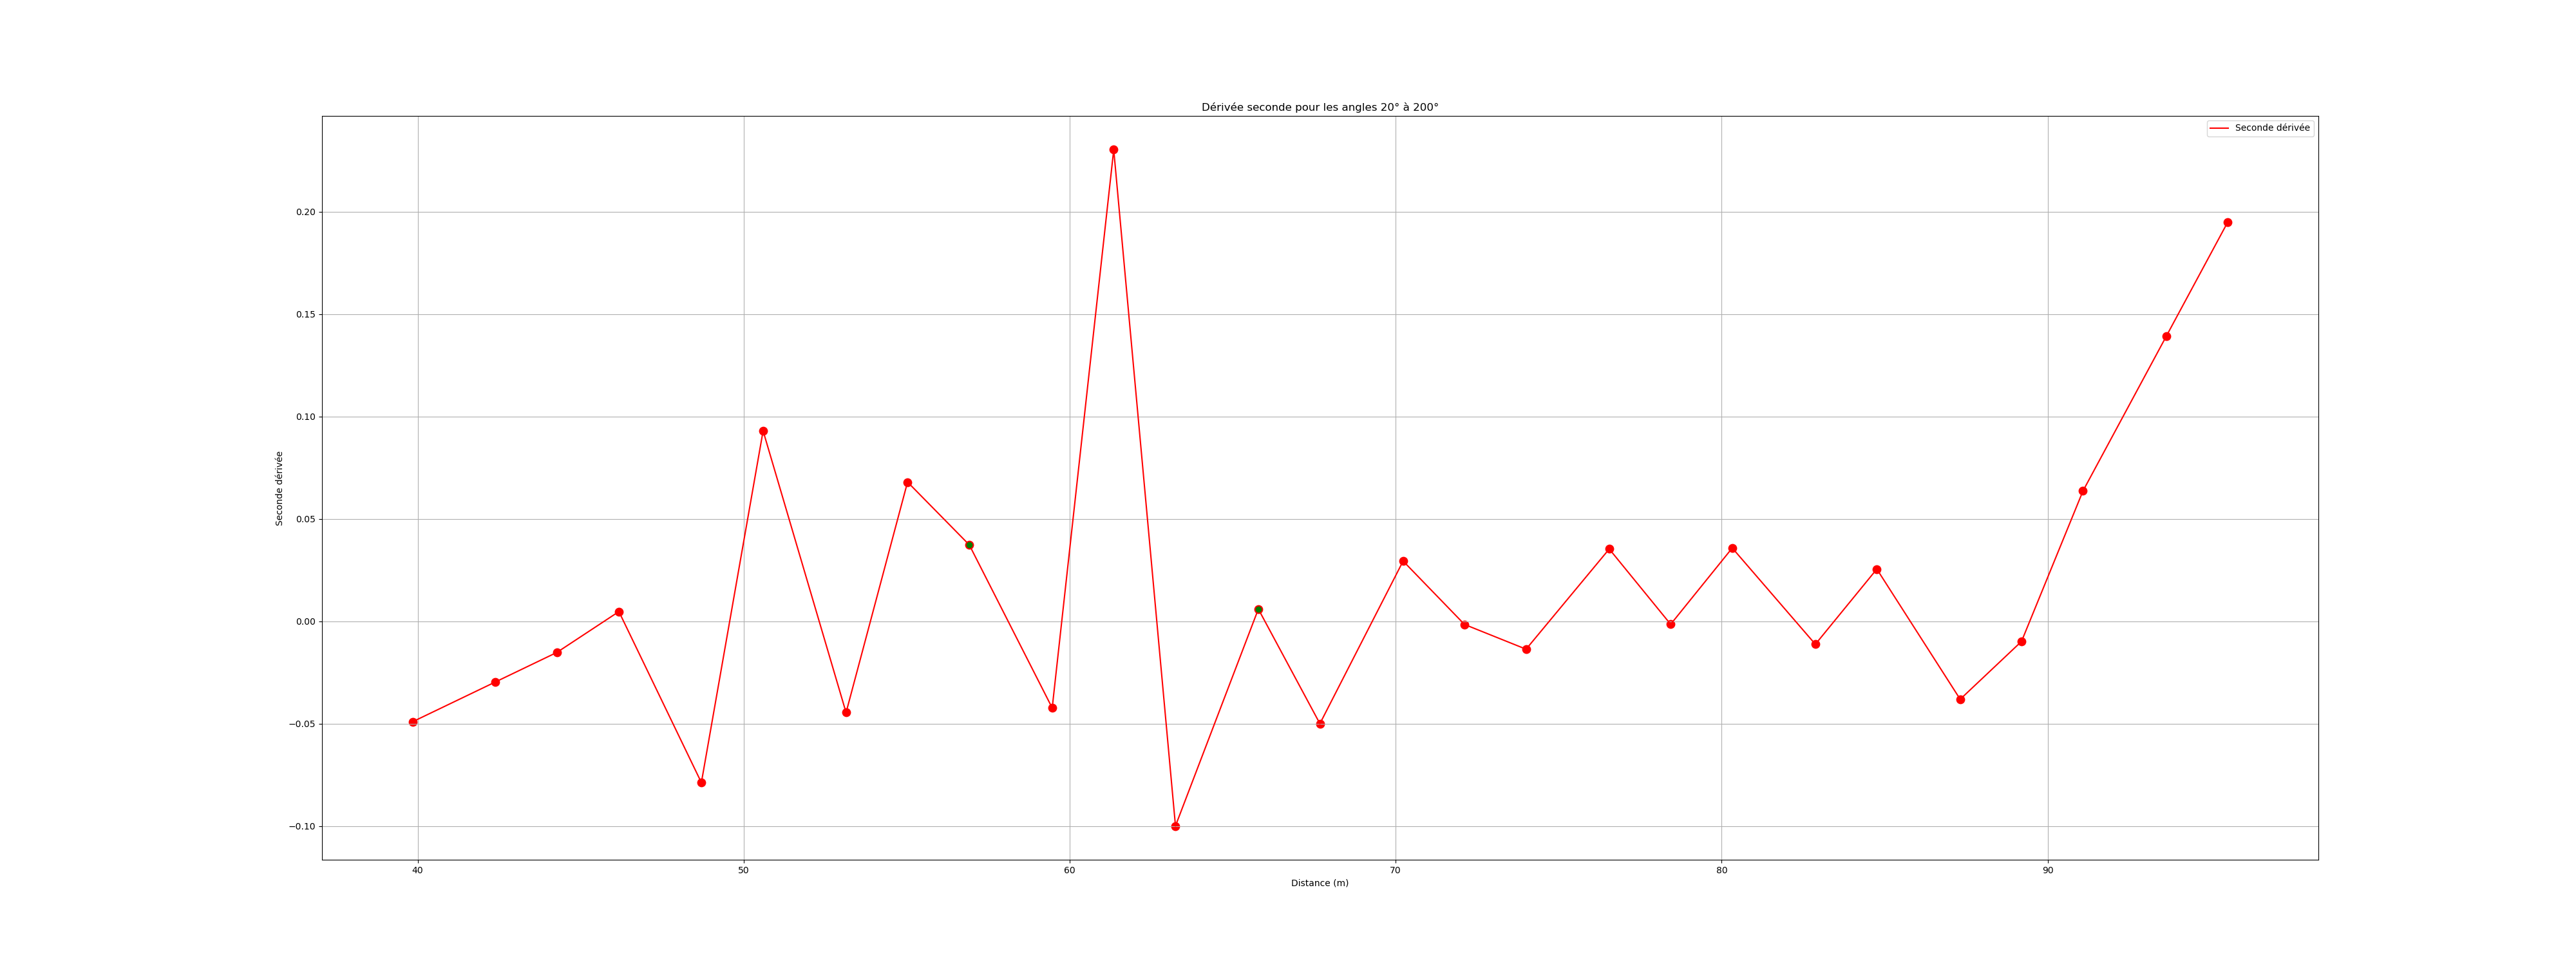 Dérivée seconde pour les angles 20° à 200°
Seconde dérivée
0.20
0.15
0.10
0.05
0.00
−0.05
−0.10
Seconde dérivée
40 50 60 70 80 90
Distance (m)